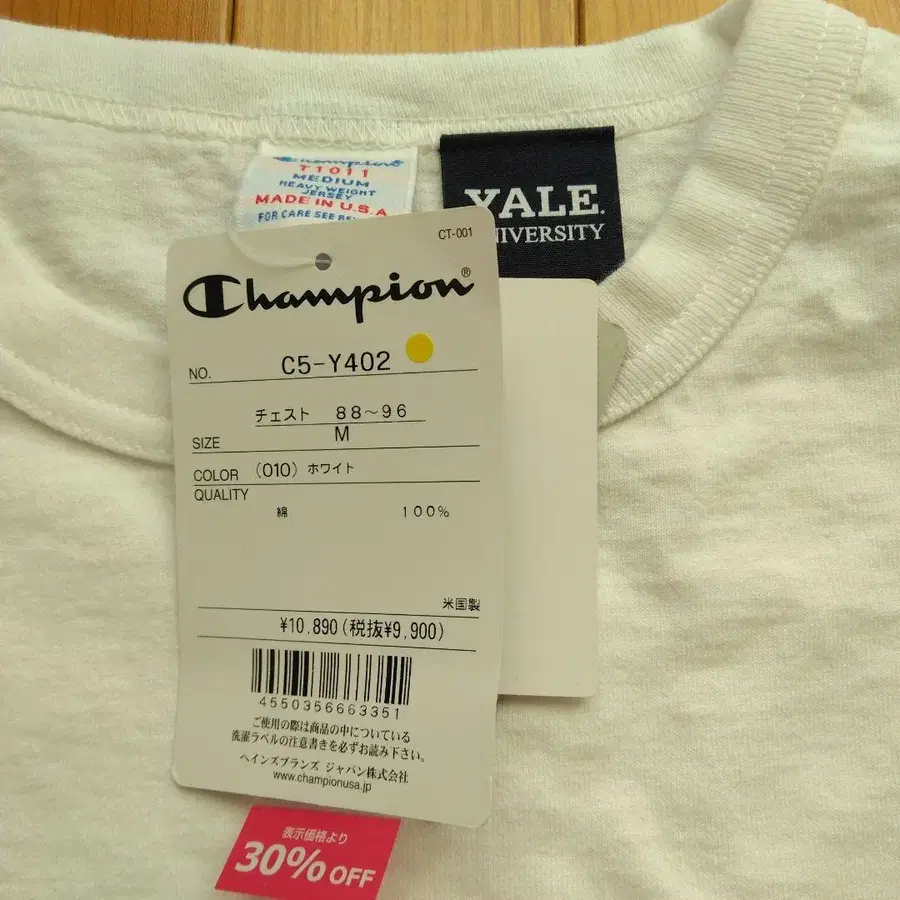 Champion
T1011
MEDIUM
HEAVY WEIGHT
JERSEY
MADE IN U.S.A
FOR CARE SEE
YALE.
UNIVERSITY
CT-001
Champion®
NO. C5-Y402
チェスト 88～96
SIZE M
COLOR (010) ホワイト
QUALITY
綿 100%
米国製
¥10,890(税抜¥9,900)
4550356663351
ご使用の際は商品の中についている
洗濯ラベルの注意書きを必ずお読み下さい。
ヘインズブランズ ジャパン株式会社
www.championusa.jp
表示価格より
30%OFF